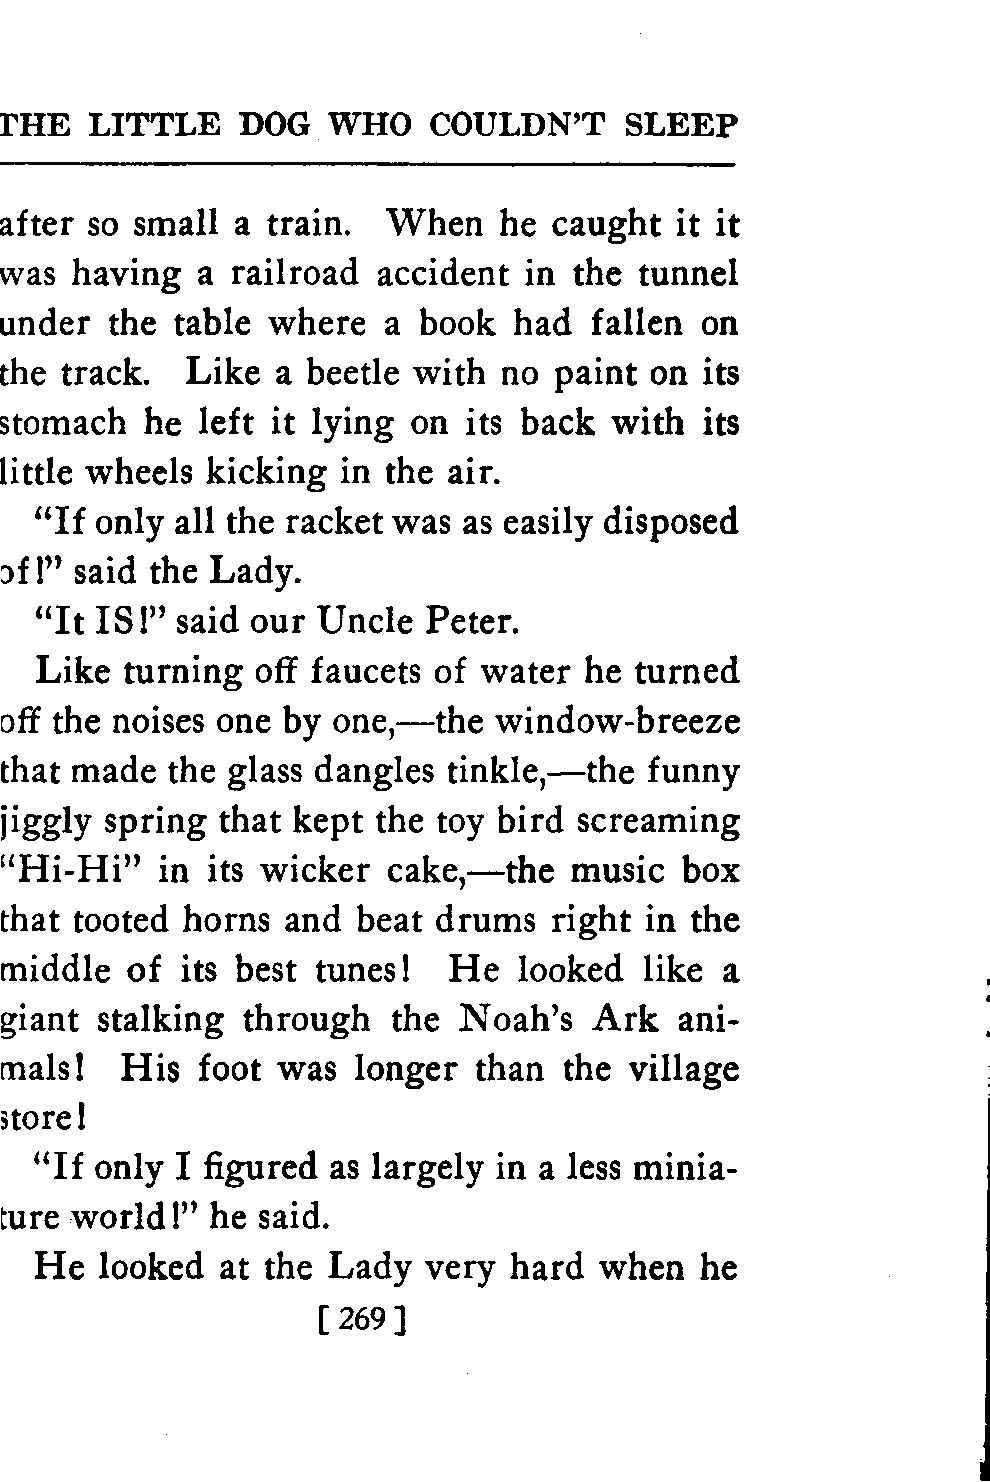 THE LITTLE DOG WHO COULDN'T SLEEP
after so small a train. When he caught it it
was having a railroad accident in the tunnel
under the table where a book had fallen on
the track. Like a beetle with no paint on its
stomach he left it lying on its back with its
little wheels kicking in the air.
"If only all the racket was as easily disposed
of!" said the Lady.
"It IS!" said our Uncle Peter.
Like turning off faucets of water he turned
off the noises one by one,—the window-breeze
that made the glass dangles tinkle,—the funny
jiggly spring that kept the toy bird screaming
"Hi-Hi" in its wicker cake,—the music box
that tooted horns and beat drums right in the
middle of its best tunes! He looked like a
giant stalking through the Noah's Ark ani-
mals! His foot was longer than the village
store!
"If only I figured as largely in a less minia-
ture world!" he said.
He looked at the Lady very hard when he
[ 269 ]